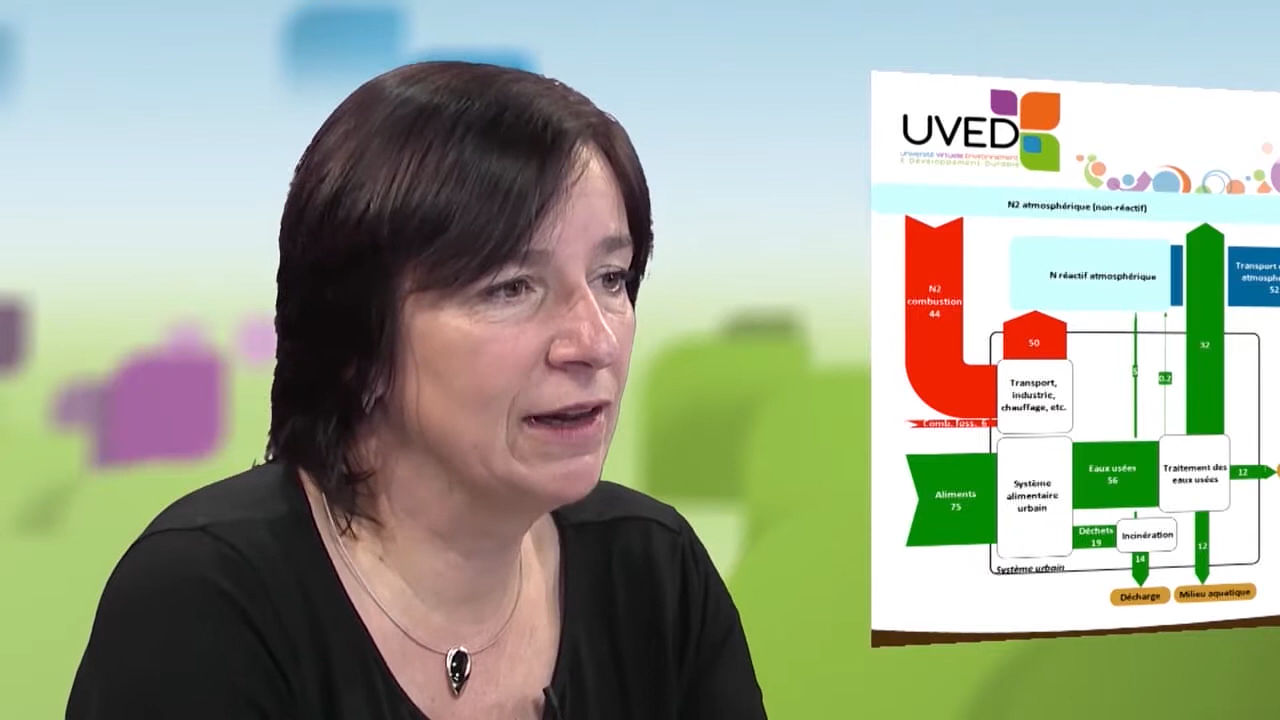 UVED
Université Virtuelle Environnement
& Développement Durable
N2 atmosphérique (non-réactif)
N2
combustion
44
N réactif atmosphérique
Transport
52
50
32
5
0.2
Transport,
industrie,
chauffage, etc.
Comb. foss. 6
Aliments
75
Système
alimentaire
urbain
Eaux usées
56
Traitement des
eaux usées
12
Déchets
19
Incinération
14
12
Système urbain
Décharge
Milieu aquatique